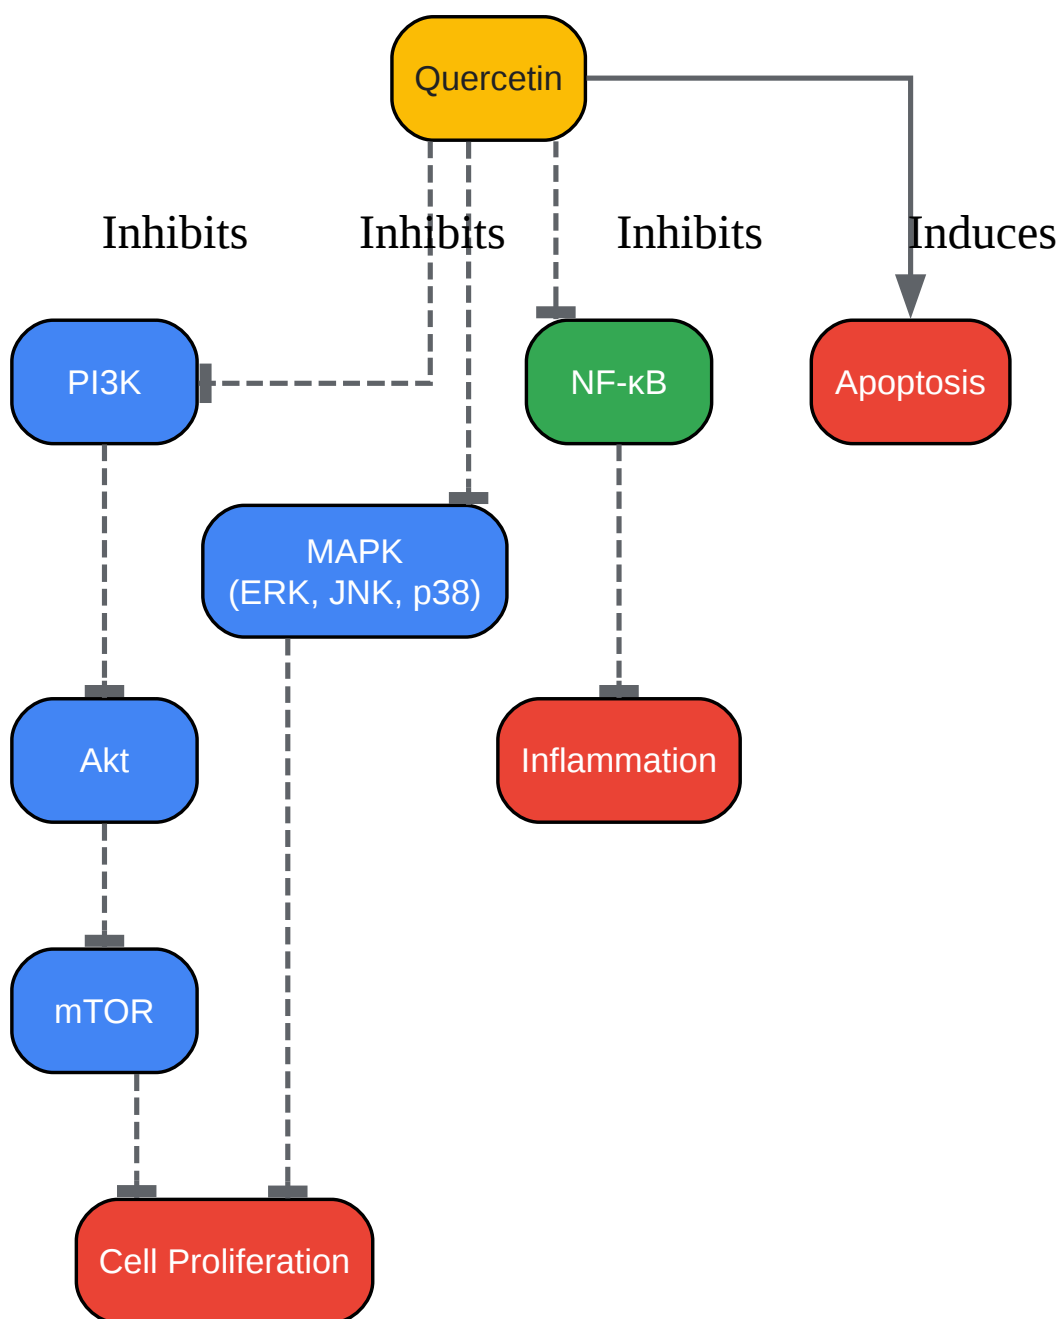 Quercetin
Inhibits
Inhibits
Inhibits
Induces
PI3K
NF-κB
Apoptosis
MAPK
(ERK, JNK, p38)
Akt
Inflammation
mTOR
Cell Proliferation